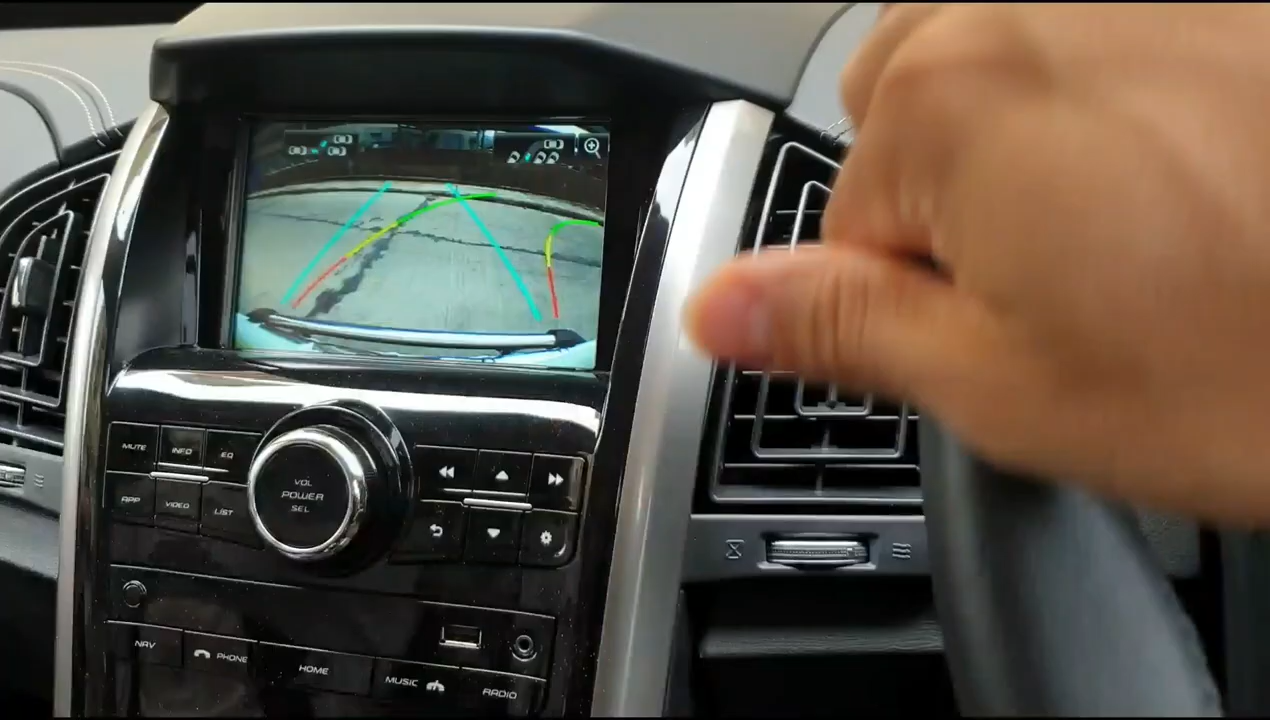 MUTE INFO EQ
VOL
POWER
SEL
APP VIDEO LIST
NAV PHONE HOME MUSIC RADIO